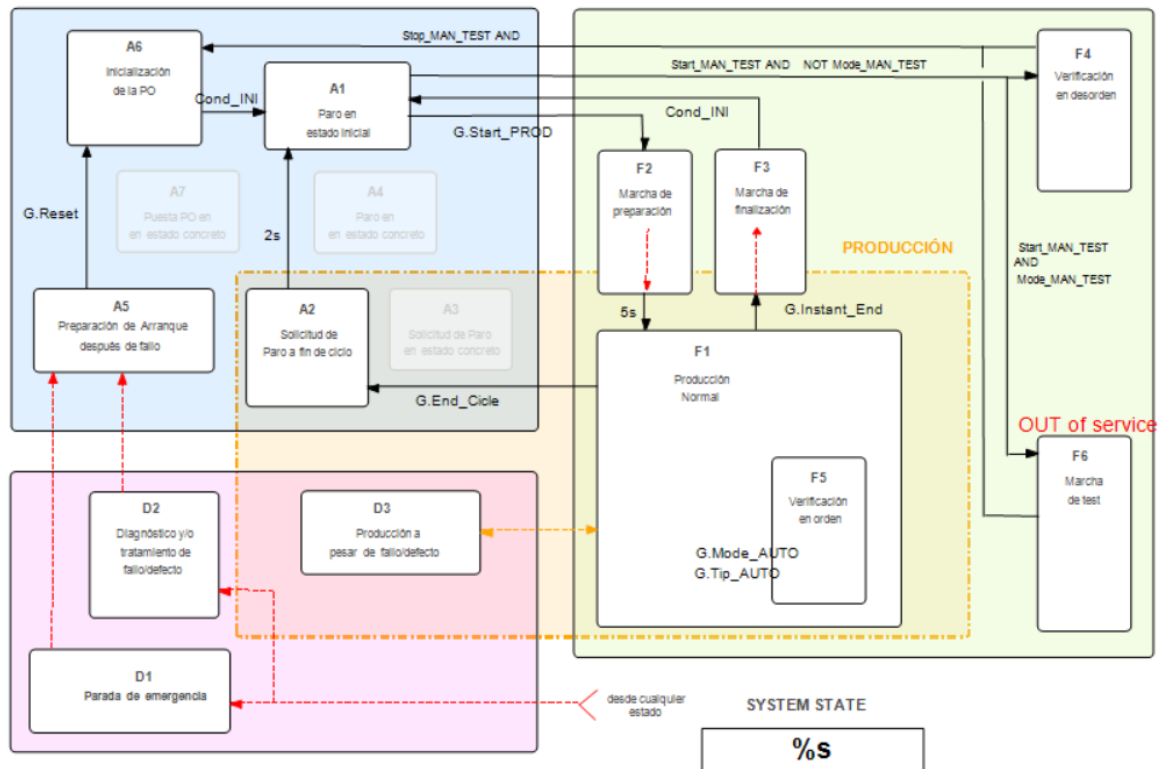 Stop_MAN_TEST AND
A6
Inicialización
de la PO
Cond_INI
A1
Paro en
estado Inicial
Start_MAN_TEST AND NOT Mode_MAN_TEST
F4
Verificación
en desorden
G.Start_PROD
Cond_INI
F2
Marcha de
preparación
F3
Marcha de
finalización
G.Reset
A7
Puesta PO en
en estado concreto
A4
Paro en
en estado concreto
2s
PRODUCCIÓN
Start_MAN_TEST
AND
Mode_MAN_TEST
A5
Preparación de Arranque
después de fallo
A2
Solicitud de
Paro a fin de ciclo
A3
Solicitud de Paro
en estado concreto
5s
G.Instant_End
F1
Producción
Normal
G.End_Cicle
OUT of service
F6
Marcha
de test
F5
Verificación
en orden
G.Mode_AUTO
G.Tip_AUTO
D2
Diagnóstico y/o
tratamiento de
fallo/defecto
D3
Producción a
pesar de fallo/defecto
D1
Parada de emergencia
desde cualquier
estado
SYSTEM STATE
%s